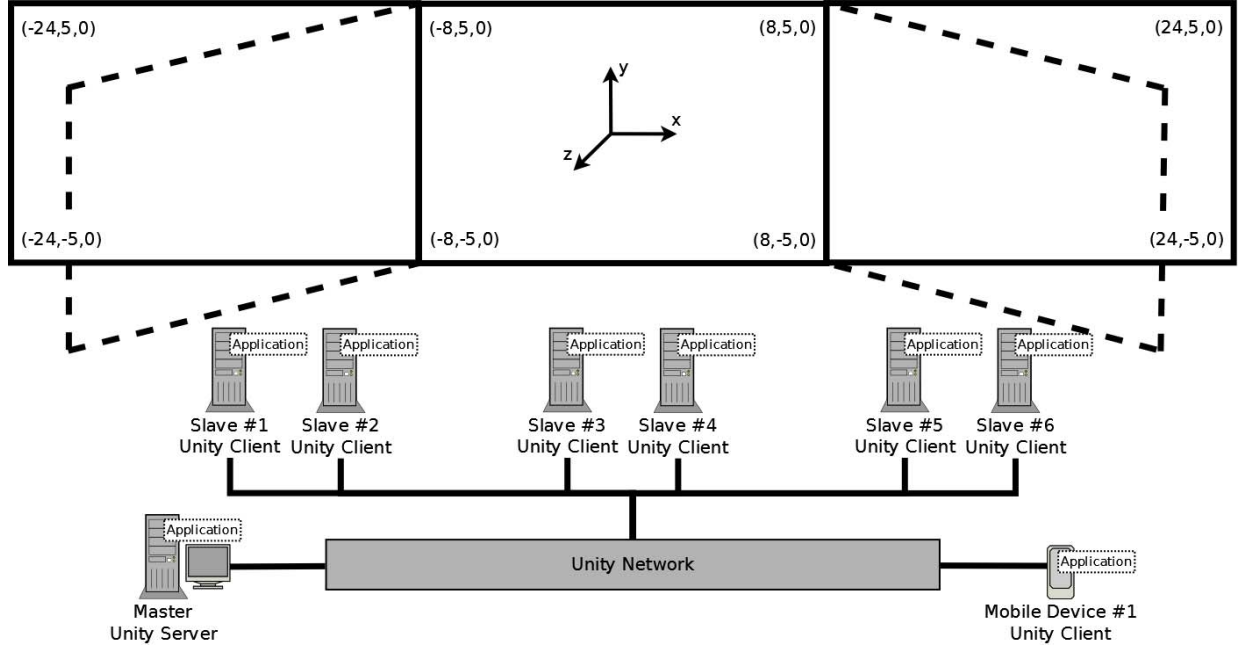 (-24,5,0)
(-8,5,0)
(8,5,0)
(24,5,0)
y
x
z
(-24,-5,0)
(-8,-5,0)
(8,-5,0)
(24,-5,0)
Application
Application
Application
Application
Application
Application
Slave #1
Unity Client
Slave #2
Unity Client
Slave #3
Unity Client
Slave #4
Unity Client
Slave #5
Unity Client
Slave #6
Unity Client
Application
Unity Network
Application
Master
Unity Server
Mobile Device #1
Unity Client